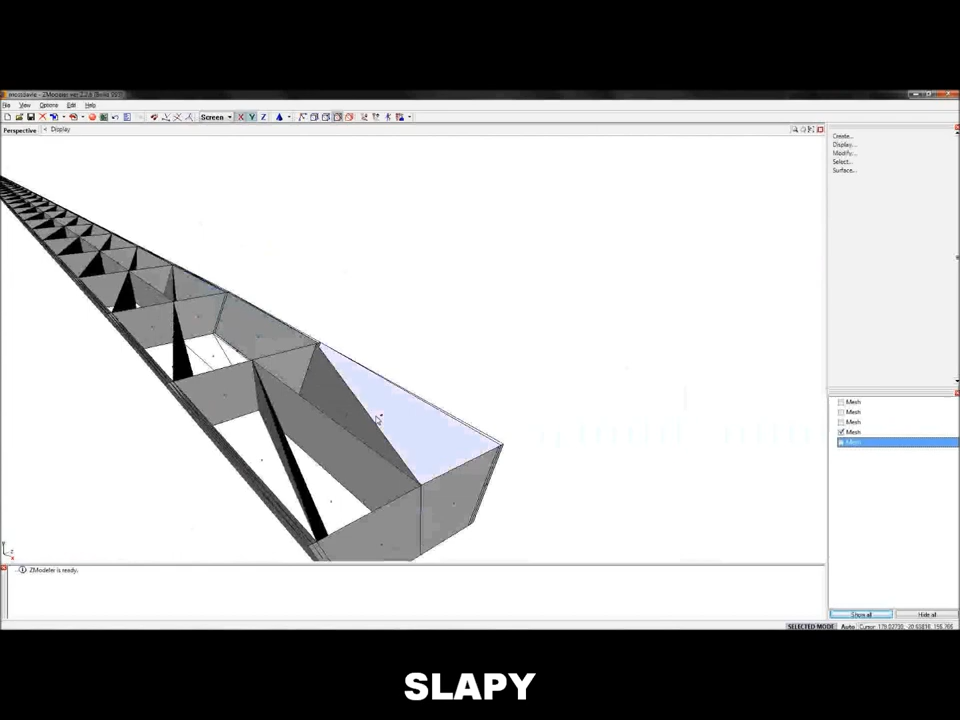 File View Options Edit Help
Screen X Y Z
Perspective < Display
Create...
Display...
Modify...
Select...
Surface...
Mesh
Mesh
Mesh
Mesh
Mesh
ZModeler is ready.
Show all Hide all
SELECTED MODE Auto
SLAPY